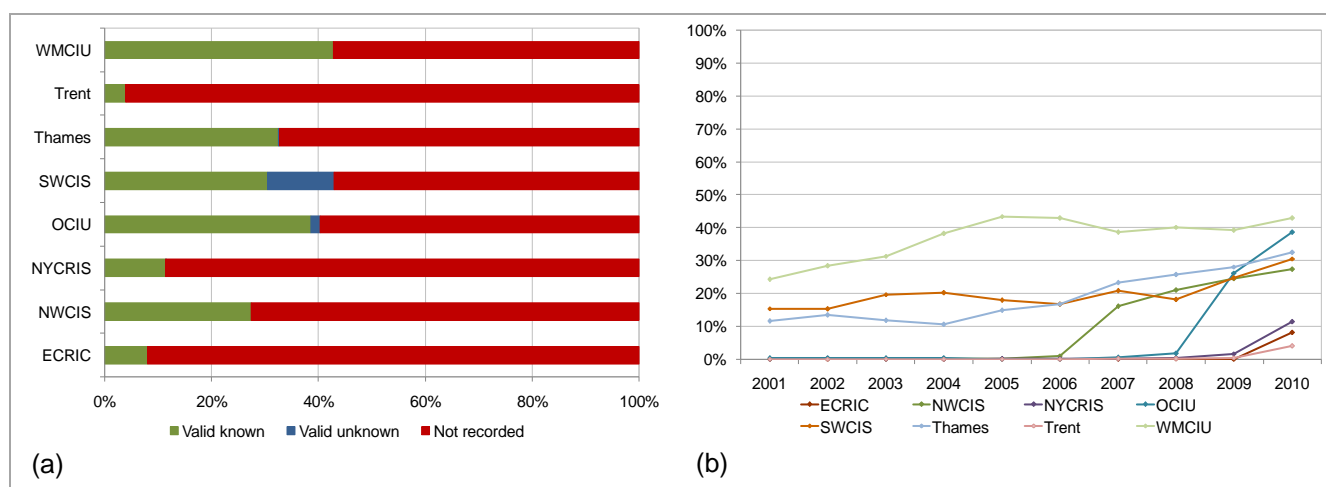 WMCIU
Trent
Thames
SWCIS
OCIU
NYCRIS
NWCIS
ECRIC
0% 20% 40% 60% 80% 100%
Valid known Valid unknown Not recorded
(a)
100%
90%
80%
70%
60%
50%
40%
30%
20%
10%
0%
2001 2002 2003 2004 2005 2006 2007 2008 2009 2010
ECRIC NWCIS NYCRIS OCIU
SWCIS Thames Trent WMCIU
(b)